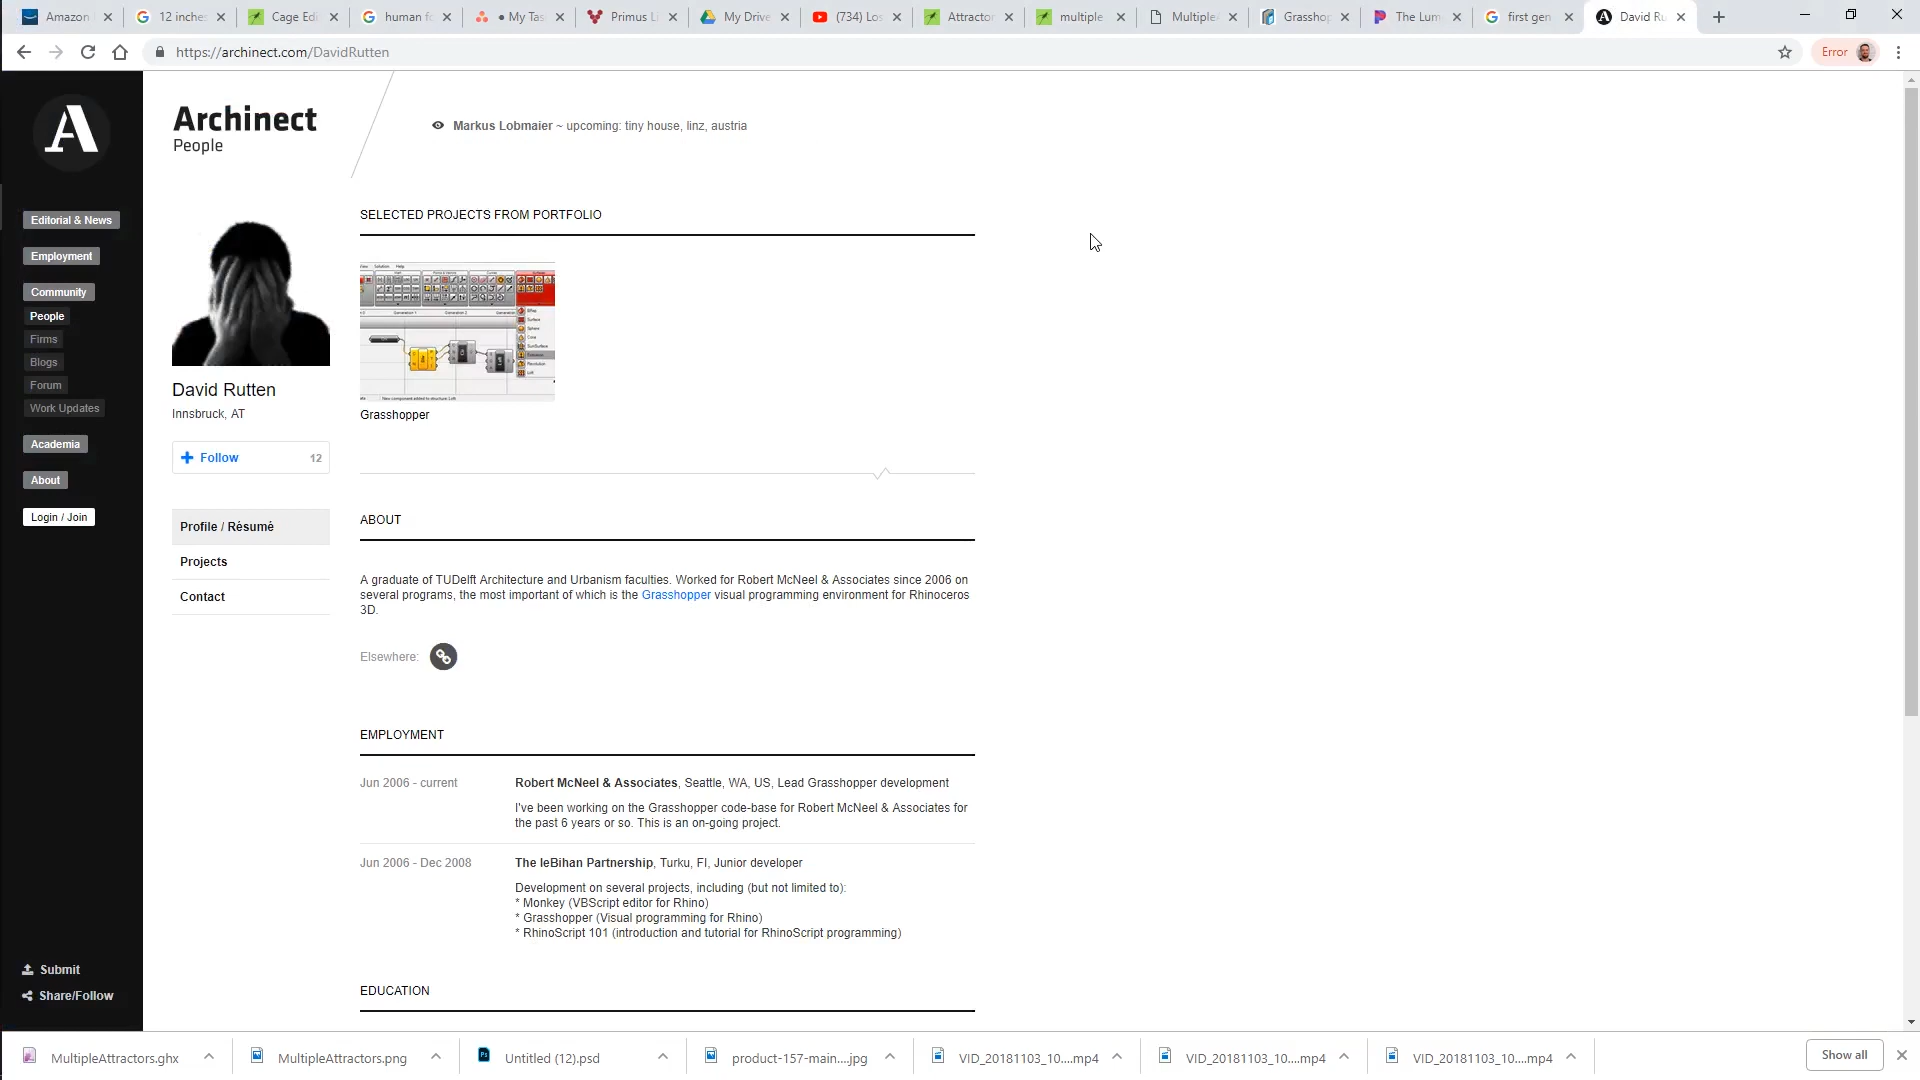 Amazon
12 inche
Cage Edi
human f
● My Tas
Primus Li
My Drive
(734) Los
Attractor
multiple
Multiple
Grasshop
The Lum
first gen
David Ru
https://archinect.com/DavidRutten
Error
Archinect
People
Markus Lobmaier ~ upcoming: tiny house, linz, austria
Editorial & News
Employment
Community
People
Firms
Blogs
Forum
Work Updates
Academia
About
Login / Join
Submit
Share/Follow
David Rutten
Innsbruck, AT
Follow 12
Profile / Résumé
Projects
Contact
SELECTED PROJECTS FROM PORTFOLIO
Grasshopper
ABOUT
A graduate of TUDelft Architecture and Urbanism faculties. Worked for Robert McNeel & Associates since 2006 on
several programs, the most important of which is the Grasshopper visual programming environment for Rhinoceros
3D.
Elsewhere:
EMPLOYMENT
Jun 2006 - current
Robert McNeel & Associates, Seattle, WA, US, Lead Grasshopper development
I've been working on the Grasshopper code-base for Robert McNeel & Associates for
the past 6 years or so. This is an on-going project.
Jun 2006 - Dec 2008
The leBihan Partnership, Turku, FI, Junior developer
Development on several projects, including (but not limited to):
* Monkey (VBScript editor for Rhino)
* Grasshopper (Visual programming for Rhino)
* RhinoScript 101 (introduction and tutorial for RhinoScript programming)
EDUCATION
MultipleAttractors.ghx
MultipleAttractors.png
Untitled (12).psd
product-157-main....jpg
VID_20181103_10....mp4
VID_20181103_10....mp4
VID_20181103_10....mp4
Show all